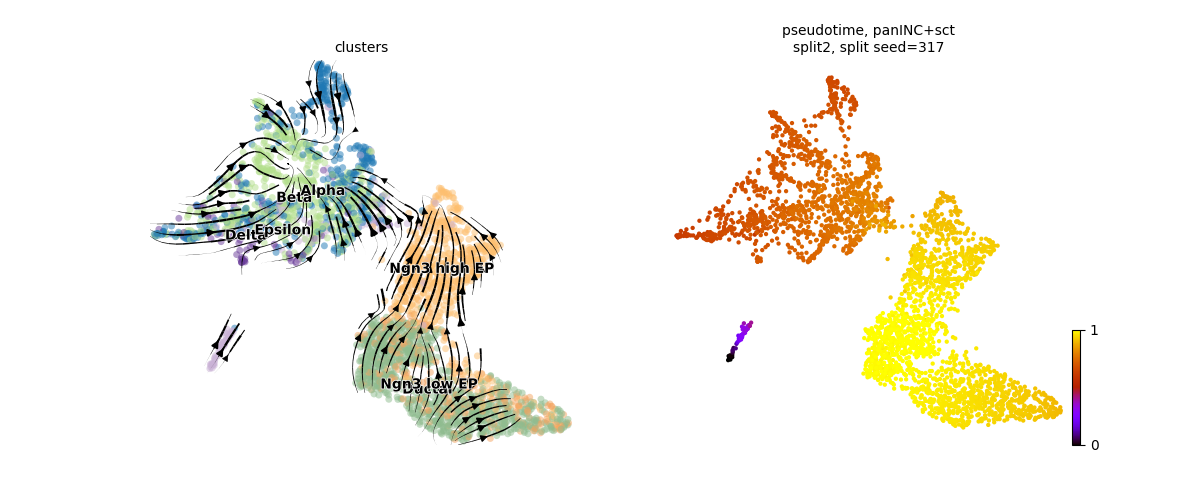 clusters
Alpha
Beta
Epsilon
Delta
Ngn3 high EP
Ngn3 low EP
Ductal
pseudotime, panINC+sct
split2, split seed=317
1
0